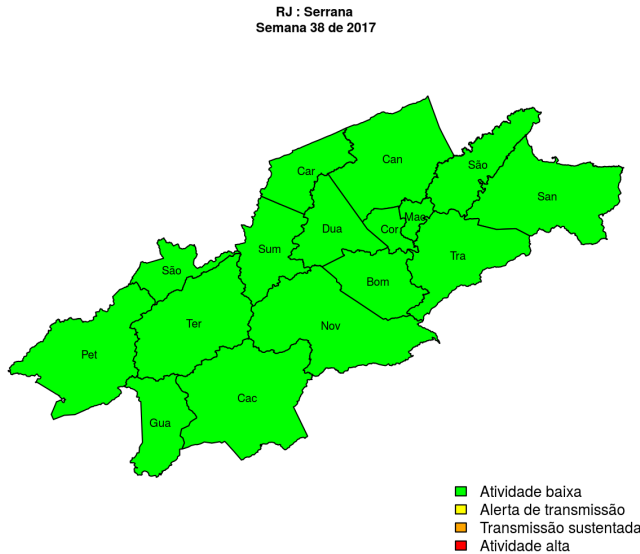 RJ : Serrana
Semana 38 de 2017
Can
São
Car
San
Mac
Dua
Cor
Sum
Tra
São
Bom
Ter
Nov
Pet
Cac
Gua
Atividade baixa
Alerta de transmissão
Transmissão sustentada
Atividade alta